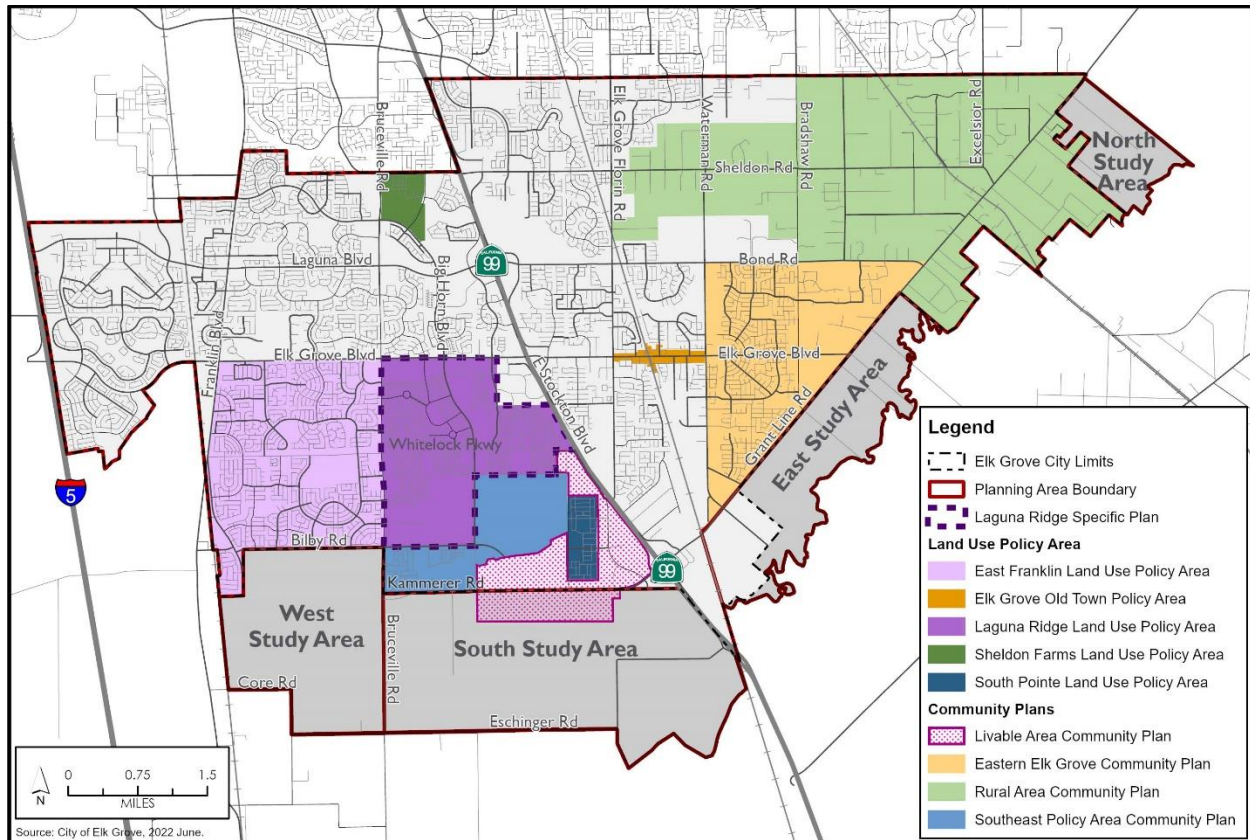 Bruceville Rd
Elk Grove Florin Rd
Waterman Rd
Bradshaw Rd
Excelsior Rd
North
Study
Area
Sheldon Rd
Laguna Blvd
Big Horn Blvd
CALIFORNIA
99
Bond Rd
Franklin Blvd
Elk Grove Blvd
E Stockton Blvd
Elk Grove Blvd
Grant Line Rd
East Study Area
Whitelock Pkwy
5
Bilby Rd
Kammerer Rd
CALIFORNIA
99
West
Study Area
Bruceville Rd
South Study Area
Core Rd
Eschinger Rd
Legend
Elk Grove City Limits
Planning Area Boundary
Laguna Ridge Specific Plan
Land Use Policy Area
East Franklin Land Use Policy Area
Elk Grove Old Town Policy Area
Laguna Ridge Land Use Policy Area
Sheldon Farms Land Use Policy Area
South Pointe Land Use Policy Area
Community Plans
Livable Area Community Plan
Eastern Elk Grove Community Plan
Rural Area Community Plan
Southeast Policy Area Community Plan
N
0 0.75 1.5
MILES
Source: City of Elk Grove, 2022 June.